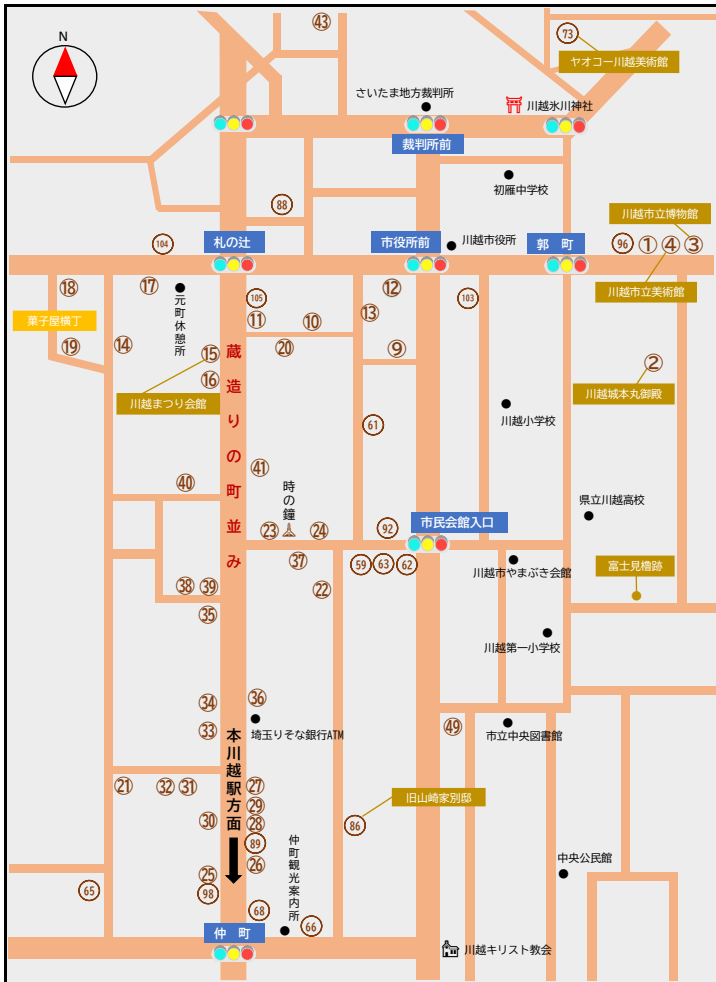 N
㊸
73
ヤオコー川越美術館
さいたま地方裁判所
川越氷川神社
裁判所前
初雁中学校
88
川越市立博物館
104
札の辻
市役所前
川越市役所
郭 町
96
①
④
③
川越市立美術館
⑱
⑰
105
⑫
103
菓子屋横丁
元町休憩所
⑪
⑩
⑬
⑲
⑭
⑮
⑳
⑨
②
⑯
川越まつり会館
川越城本丸御殿
蔵造りの町並み
川越小学校
61
㊶
㊵
時の鐘
県立川越高校
㉓
㉔
92
市民会館入口
㊲
59
63
62
川越市やまぶき会館
富士見櫓跡
㊳
㊴
㉒
㉟
川越第一小学校
㉞
㊱
㉝
埼玉りそな銀行ATM
㊾
市立中央図書館
本川越駅方面
㉑
㉜
㉛
㉗
㉙
旧山崎家別邸
㉚
㉘
86
89
仲町観光案内所
㉖
中央公民館
㉕
65
98
68
66
仲 町
川越キリスト教会